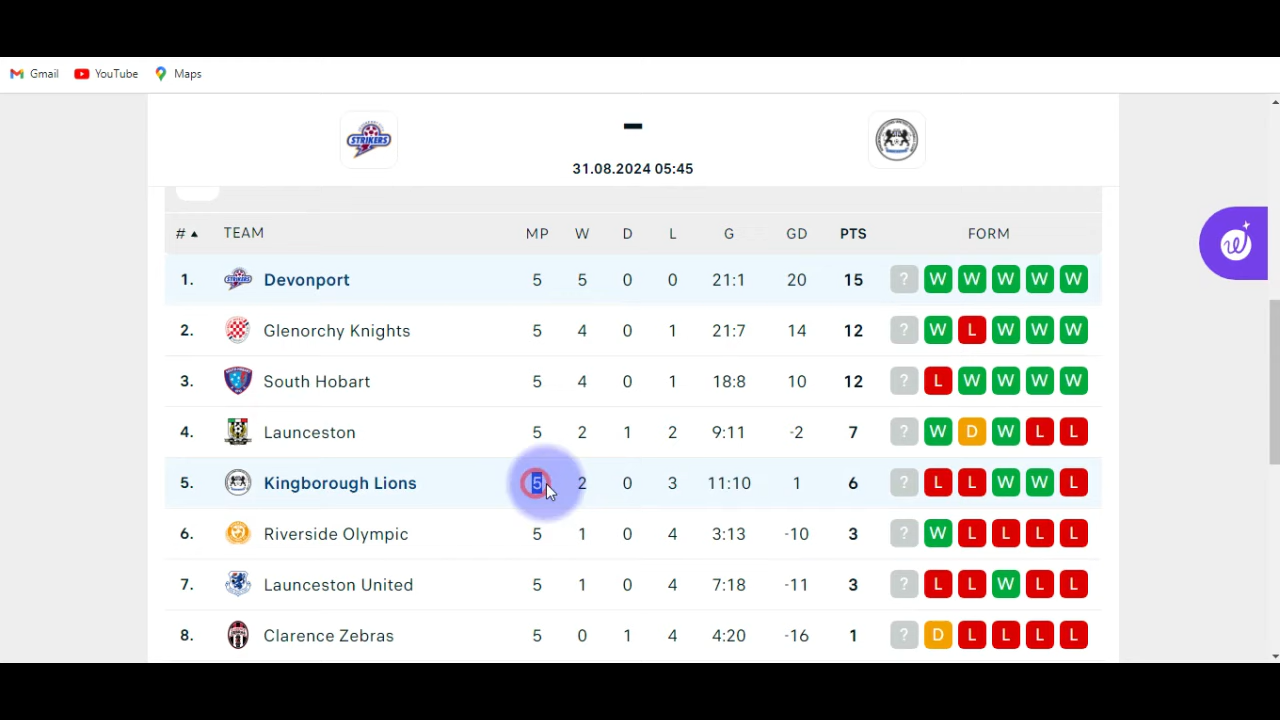 Gmail YouTube Maps
STRIKERS
31.08.2024 05:45
# TEAM MP W D L G GD PTS FORM
1. Devonport 5 5 0 0 21:1 20 15 ? W W W W W
2. Glenorchy Knights 5 4 0 1 21:7 14 12 ? W L W W W
3. South Hobart 5 4 0 1 18:8 10 12 ? L W W W W
4. Launceston 5 2 1 2 9:11 -2 7 ? W D W L L
5. Kingborough Lions 5 2 0 3 11:10 1 6 ? L L W W L
6. Riverside Olympic 5 1 0 4 3:13 -10 3 ? W L L L L
7. Launceston United 5 1 0 4 7:18 -11 3 ? L L W L L
8. Clarence Zebras 5 0 1 4 4:20 -16 1 ? D L L L L